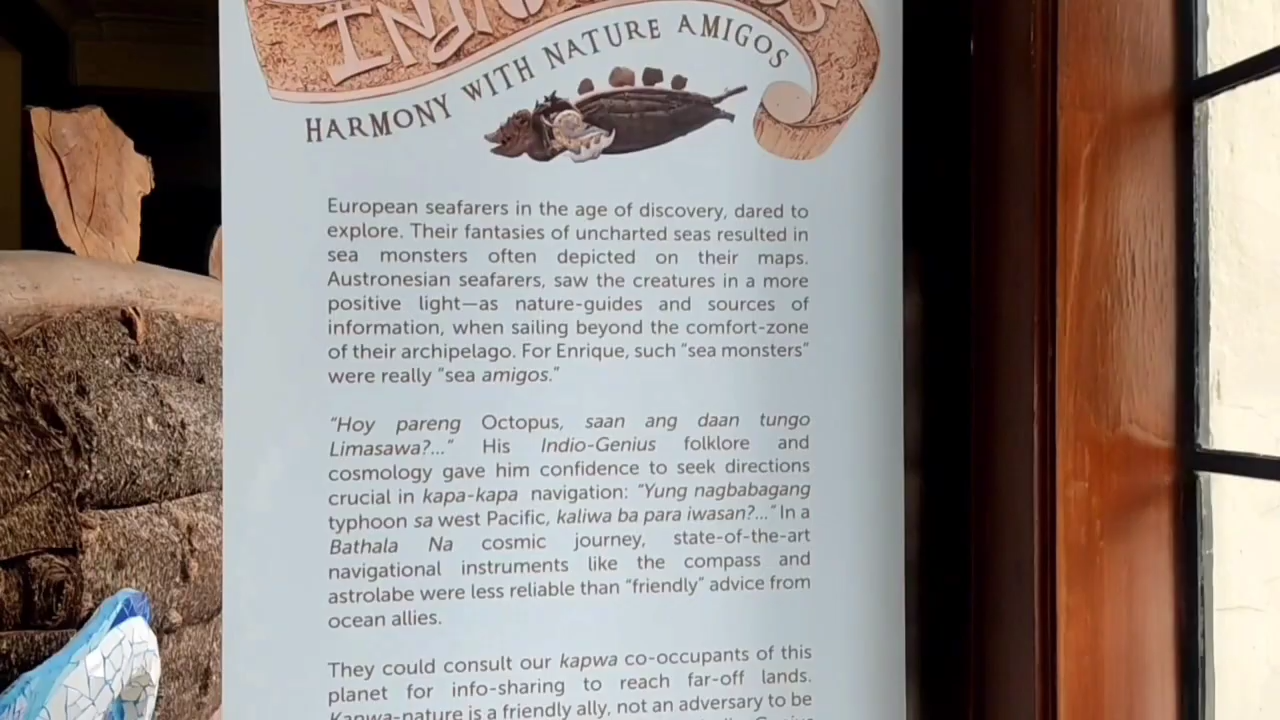 HARMONY WITH NATURE AMIGOS
European seafarers in the age of discovery, dared to
explore. Their fantasies of uncharted seas resulted in
sea monsters often depicted on their maps.
Austronesian seafarers, saw the creatures in a more
positive light—as nature-guides and sources of
information, when sailing beyond the comfort-zone
of their archipelago. For Enrique, such “sea monsters”
were really “sea amigos.”
“Hoy pareng Octopus, saan ang daan tungo
Limasawa?...” His Indio-Genius folklore and
cosmology gave him confidence to seek directions
crucial in kapa-kapa navigation: “Yung nagbabagang
typhoon sa west Pacific, kaliwa ba para iwasan?...” In a
Bathala Na cosmic journey, state-of-the-art
navigational instruments like the compass and
astrolabe were less reliable than “friendly” advice from
ocean allies.
They could consult our kapwa co-occupants of this
planet for info-sharing to reach far-off lands.
Kapwa-nature is a friendly ally, not an adversary to be